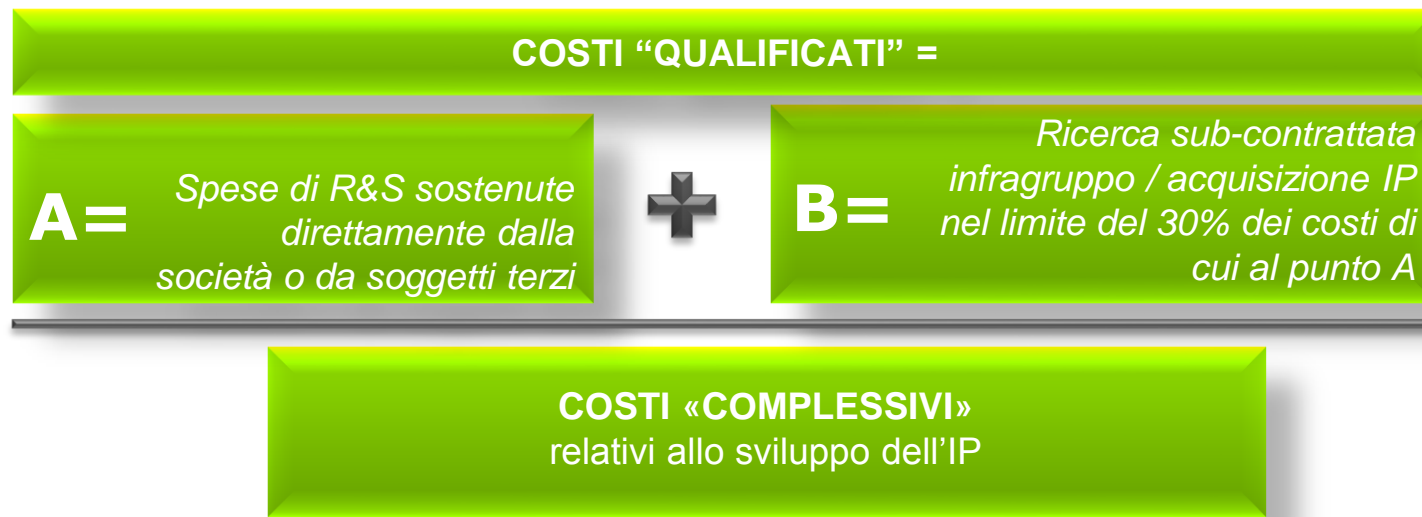 COSTI “QUALIFICATI” =
A=
Spese di R&S sostenute
direttamente dalla
società o da soggetti terzi
B=
Ricerca sub-contrattata
infragruppo / acquisizione IP
nel limite del 30% dei costi di
cui al punto A
COSTI «COMPLESSIVI»
relativi allo sviluppo dell’IP